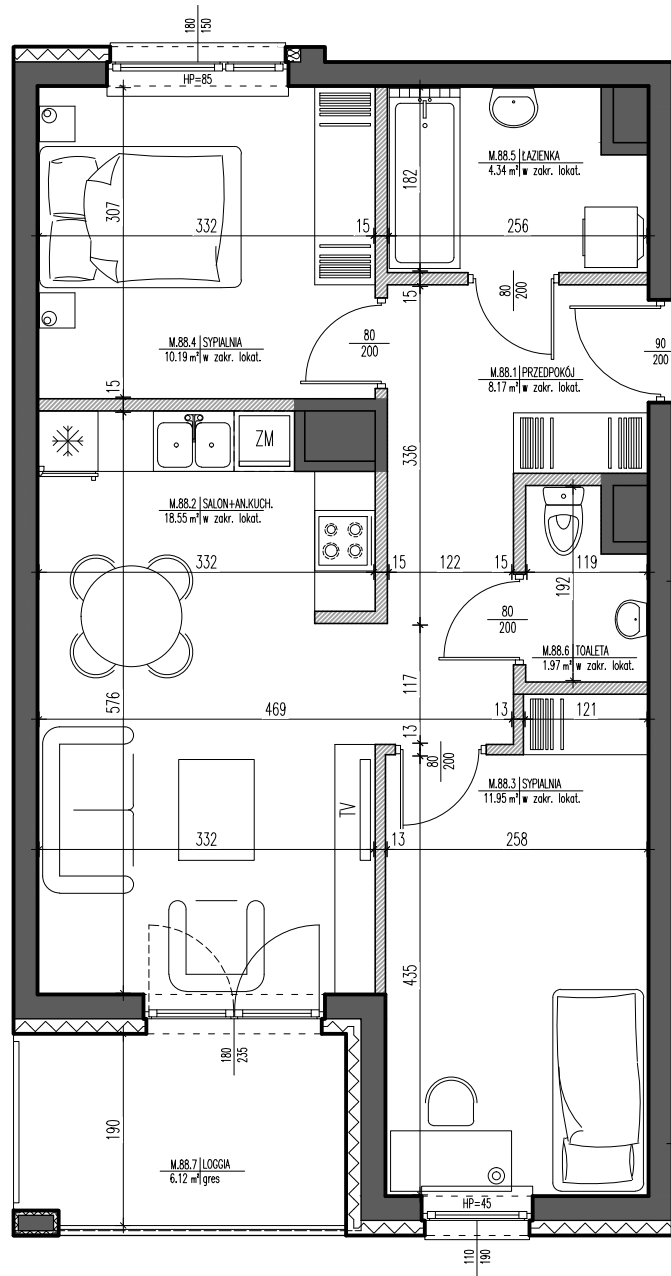 180
150
HP=85
M.88.5 ŁAZIENKA
4.34 m² w zakr. lokat.
182
307
332
15
256
15
80
200
M.88.4 SYPIALNIA
10.19 m² w zakr. lokat.
80
200
90
200
M.88.1 PRZEDPOKÓJ
8.17 m² w zakr. lokat.
15
ZM
336
M.88.2 SALON+AN.KUCH.
18.55 m² w zakr. lokat.
332
15
122
15
119
192
80
200
M.88.6 TOALETA
1.97 m² w zakr. lokat.
576
117
469
13
121
13
80
200
M.88.3 SYPIALNIA
11.95 m² w zakr. lokat.
TV
332
13
258
435
180
235
190
M.88.7 LOGGIA
6.12 m² gres
HP=45
110
190